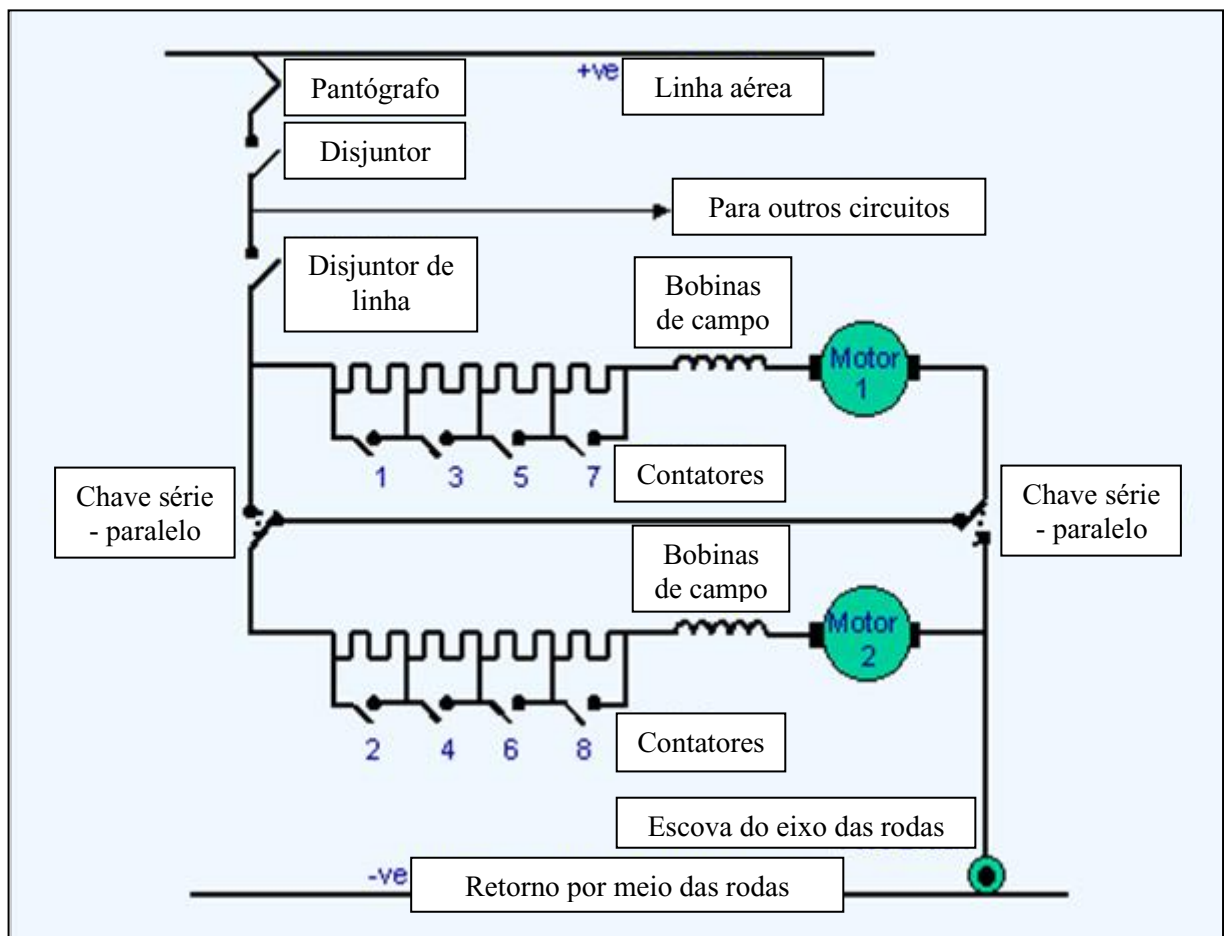 Pantógrafo
+ve
Linha aérea
Disjuntor
Para outros circuitos
Disjuntor de
linha
Bobinas
de campo
Motor
1
1
3
5
7
Contatores
Chave série
- paralelo
Chave série
- paralelo
Bobinas
de campo
Motor
2
2
4
6
8
Contatores
Escova do eixo das rodas
-ve
Retorno por meio das rodas